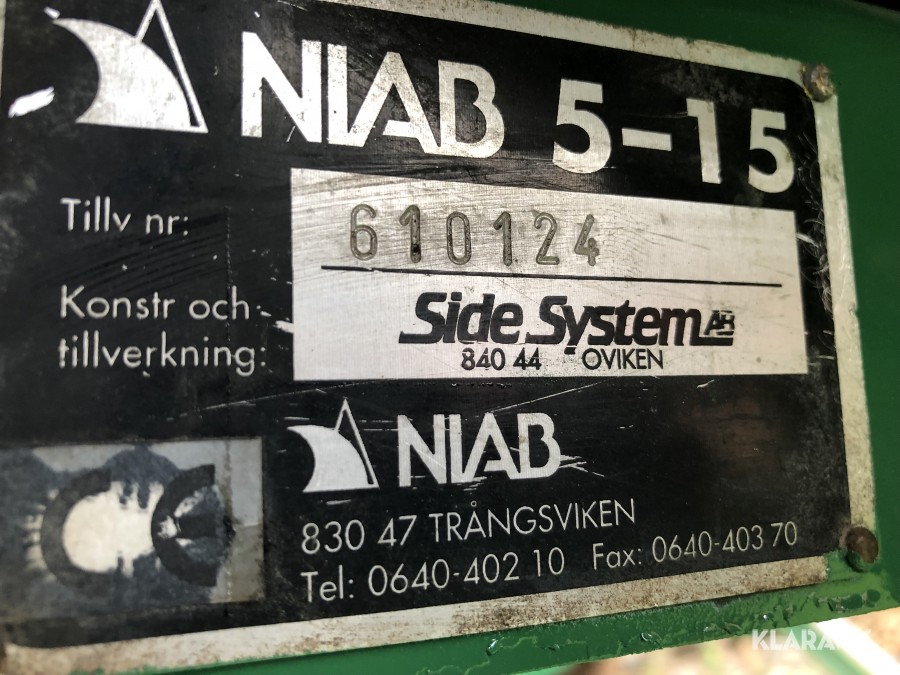 NIAB 5-15
Tillv nr: 610124
Konstr och
tillverkning:
Side System AB
840 44 OVIKEN
CE
NIAB
830 47 TRÅNGSVIKEN
Tel: 0640-402 10 Fax: 0640-403 70